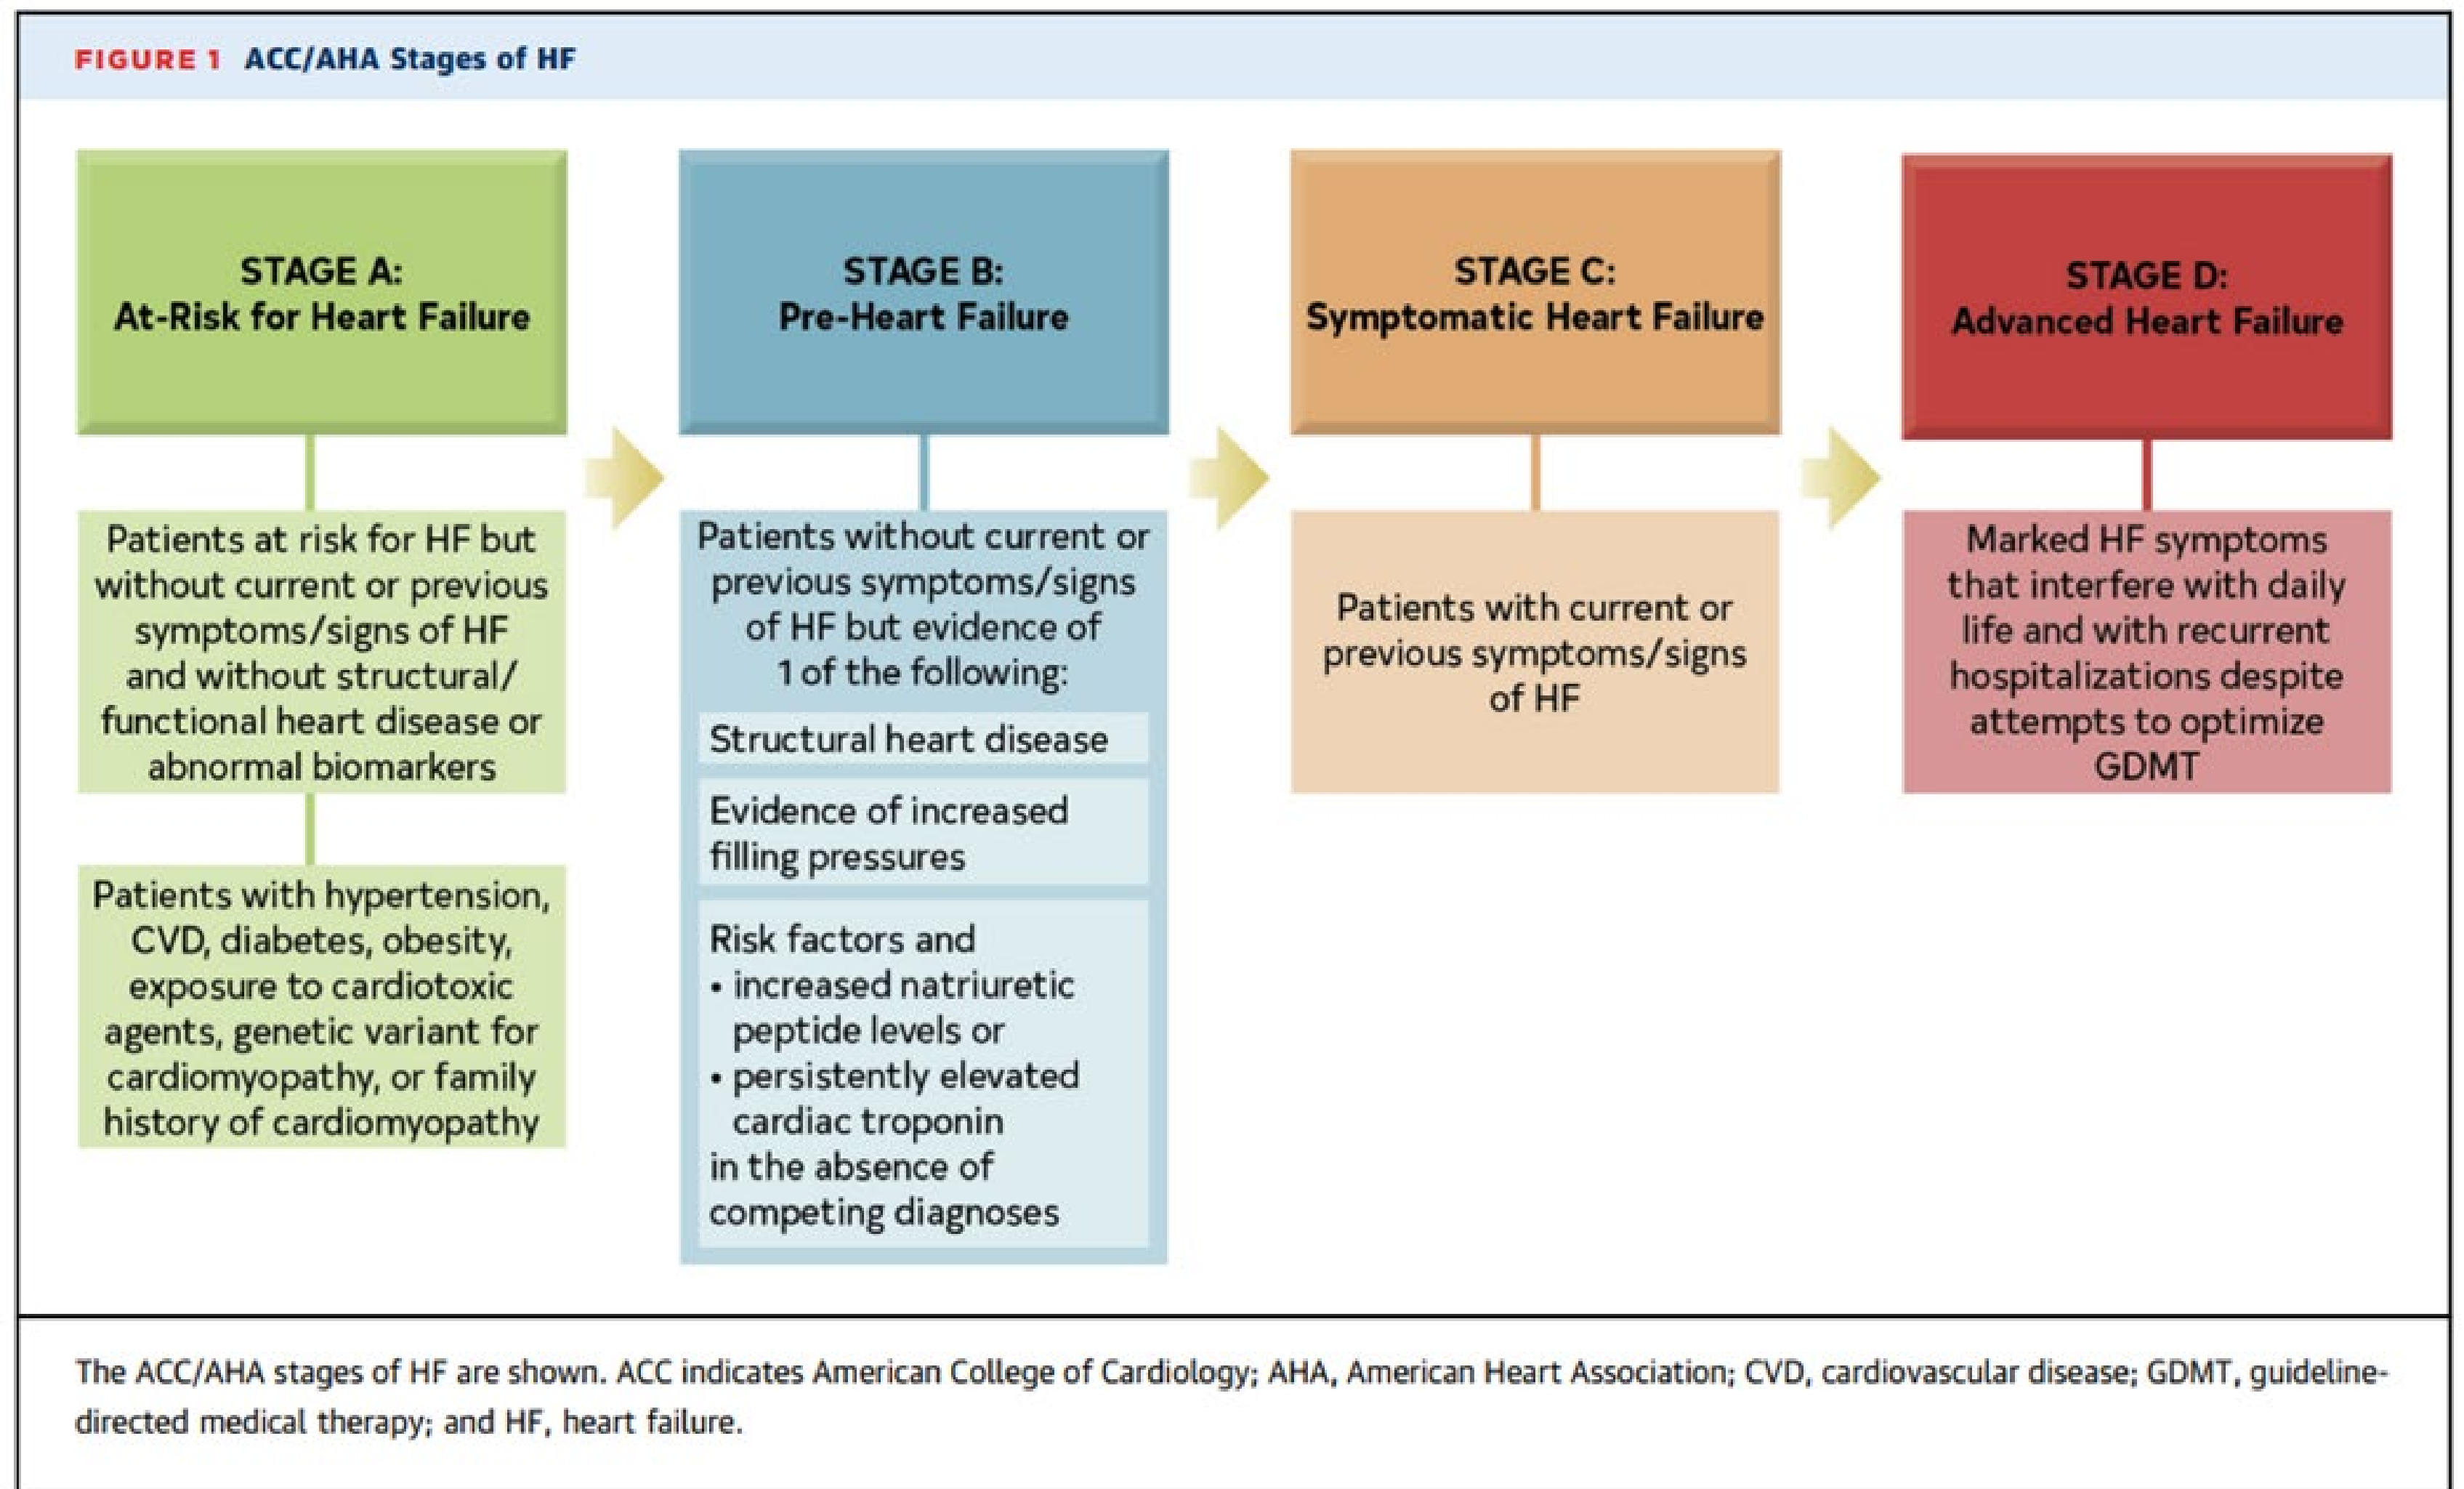 FIGURE 1 ACC/AHA Stages of HF
STAGE A:
At-Risk for Heart Failure
Patients at risk for HF but
without current or previous
symptoms/signs of HF
and without structural/
functional heart disease or
abnormal biomarkers
Patients with hypertension,
CVD, diabetes, obesity,
exposure to cardiotoxic
agents, genetic variant for
cardiomyopathy, or family
history of cardiomyopathy
STAGE B:
Pre-Heart Failure
Patients without current or
previous symptoms/signs
of HF but evidence of
1 of the following:
Structural heart disease
Evidence of increased
filling pressures
Risk factors and
• increased natriuretic
peptide levels or
• persistently elevated
cardiac troponin
in the absence of
competing diagnoses
STAGE C:
Symptomatic Heart Failure
Patients with current or
previous symptoms/signs
of HF
STAGE D:
Advanced Heart Failure
Marked HF symptoms
that interfere with daily
life and with recurrent
hospitalizations despite
attempts to optimize
GDMT
The ACC/AHA stages of HF are shown. ACC indicates American College of Cardiology; AHA, American Heart Association; CVD, cardiovascular disease; GDMT, guideline-
directed medical therapy; and HF, heart failure.